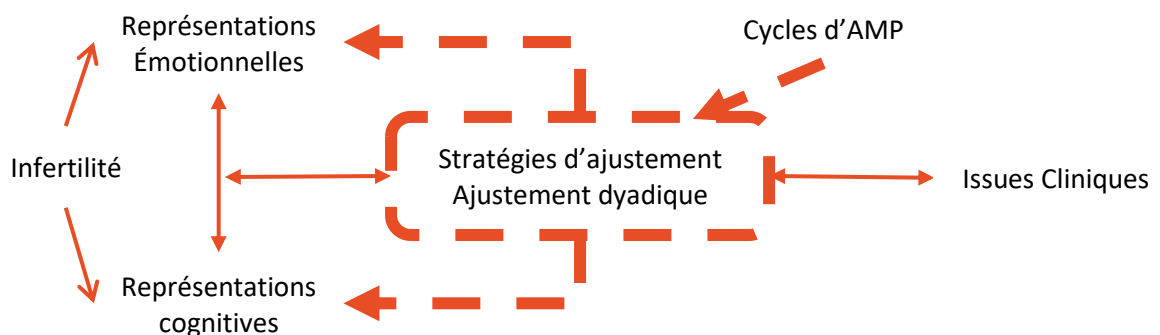 Représentations
Émotionnelles
Cycles d’AMP
Infertilité
Stratégies d’ajustement
Ajustement dyadique
Issues Cliniques
Représentations
cognitives